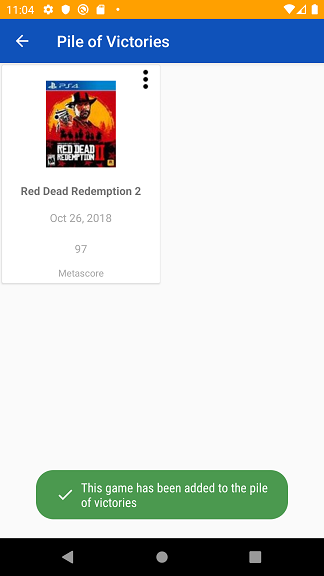 11:04
Pile of Victories
PS4
RED DEAD
REDEMPTION II
Red Dead Redemption 2
Oct 26, 2018
97
Metascore
This game has been added to the pile
of victories